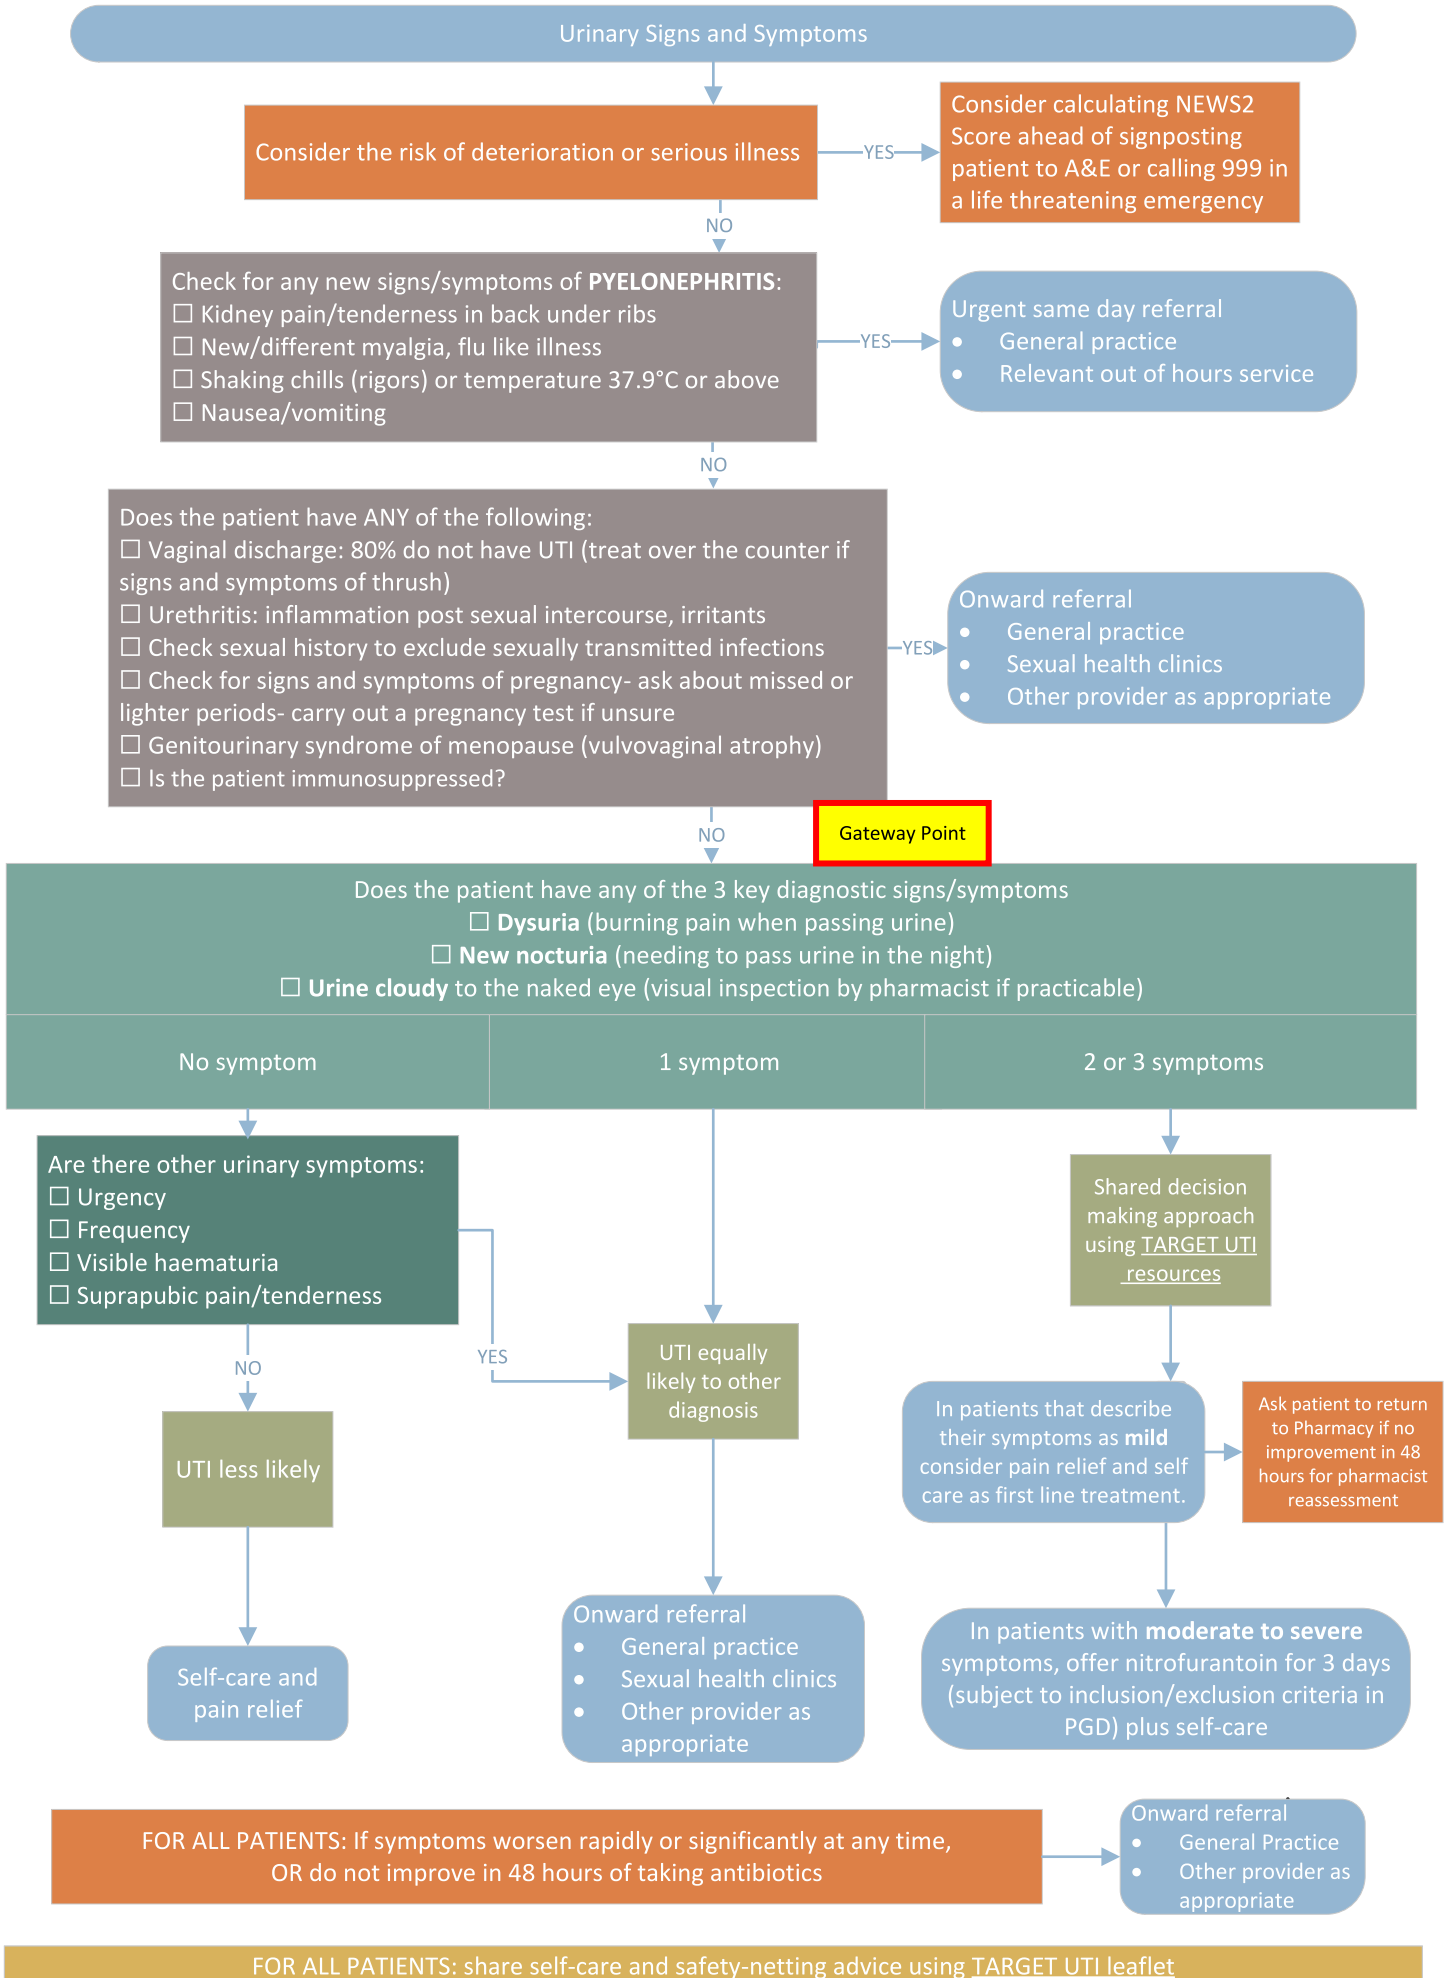 Urinary Signs and Symptoms
Consider the risk of deterioration or serious illness
YES
Consider calculating NEWS2
Score ahead of signposting
patient to A&E or calling 999 in
a life threatening emergency
NO
Check for any new signs/symptoms of PYELONEPHRITIS:
☐ Kidney pain/tenderness in back under ribs
☐ New/different myalgia, flu like illness
☐ Shaking chills (rigors) or temperature 37.9°C or above
☐ Nausea/vomiting
YES
Urgent same day referral
• General practice
• Relevant out of hours service
NO
Does the patient have ANY of the following:
☐ Vaginal discharge: 80% do not have UTI (treat over the counter if
signs and symptoms of thrush)
☐ Urethritis: inflammation post sexual intercourse, irritants
☐ Check sexual history to exclude sexually transmitted infections
☐ Check for signs and symptoms of pregnancy- ask about missed or
lighter periods- carry out a pregnancy test if unsure
☐ Genitourinary syndrome of menopause (vulvovaginal atrophy)
☐ Is the patient immunosuppressed?
YES
Onward referral
• General practice
• Sexual health clinics
• Other provider as appropriate
NO
Gateway Point
Does the patient have any of the 3 key diagnostic signs/symptoms
☐ Dysuria (burning pain when passing urine)
☐ New nocturia (needing to pass urine in the night)
☐ Urine cloudy to the naked eye (visual inspection by pharmacist if practicable)
No symptom
1 symptom
2 or 3 symptoms
Are there other urinary symptoms:
☐ Urgency
☐ Frequency
☐ Visible haematuria
☐ Suprapubic pain/tenderness
NO
YES
UTI less likely
Self-care and
pain relief
UTI equally
likely to other
diagnosis
Onward referral
• General practice
• Sexual health clinics
• Other provider as
appropriate
Shared decision
making approach
using TARGET UTI
resources
In patients that describe
their symptoms as mild
consider pain relief and self
care as first line treatment.
Ask patient to return
to Pharmacy if no
improvement in 48
hours for pharmacist
reassessment
In patients with moderate to severe
symptoms, offer nitrofurantoin for 3 days
(subject to inclusion/exclusion criteria in
PGD) plus self-care
FOR ALL PATIENTS: If symptoms worsen rapidly or significantly at any time,
OR do not improve in 48 hours of taking antibiotics
Onward referral
• General Practice
• Other provider as
appropriate
FOR ALL PATIENTS: share self-care and safety-netting advice using TARGET UTI leaflet